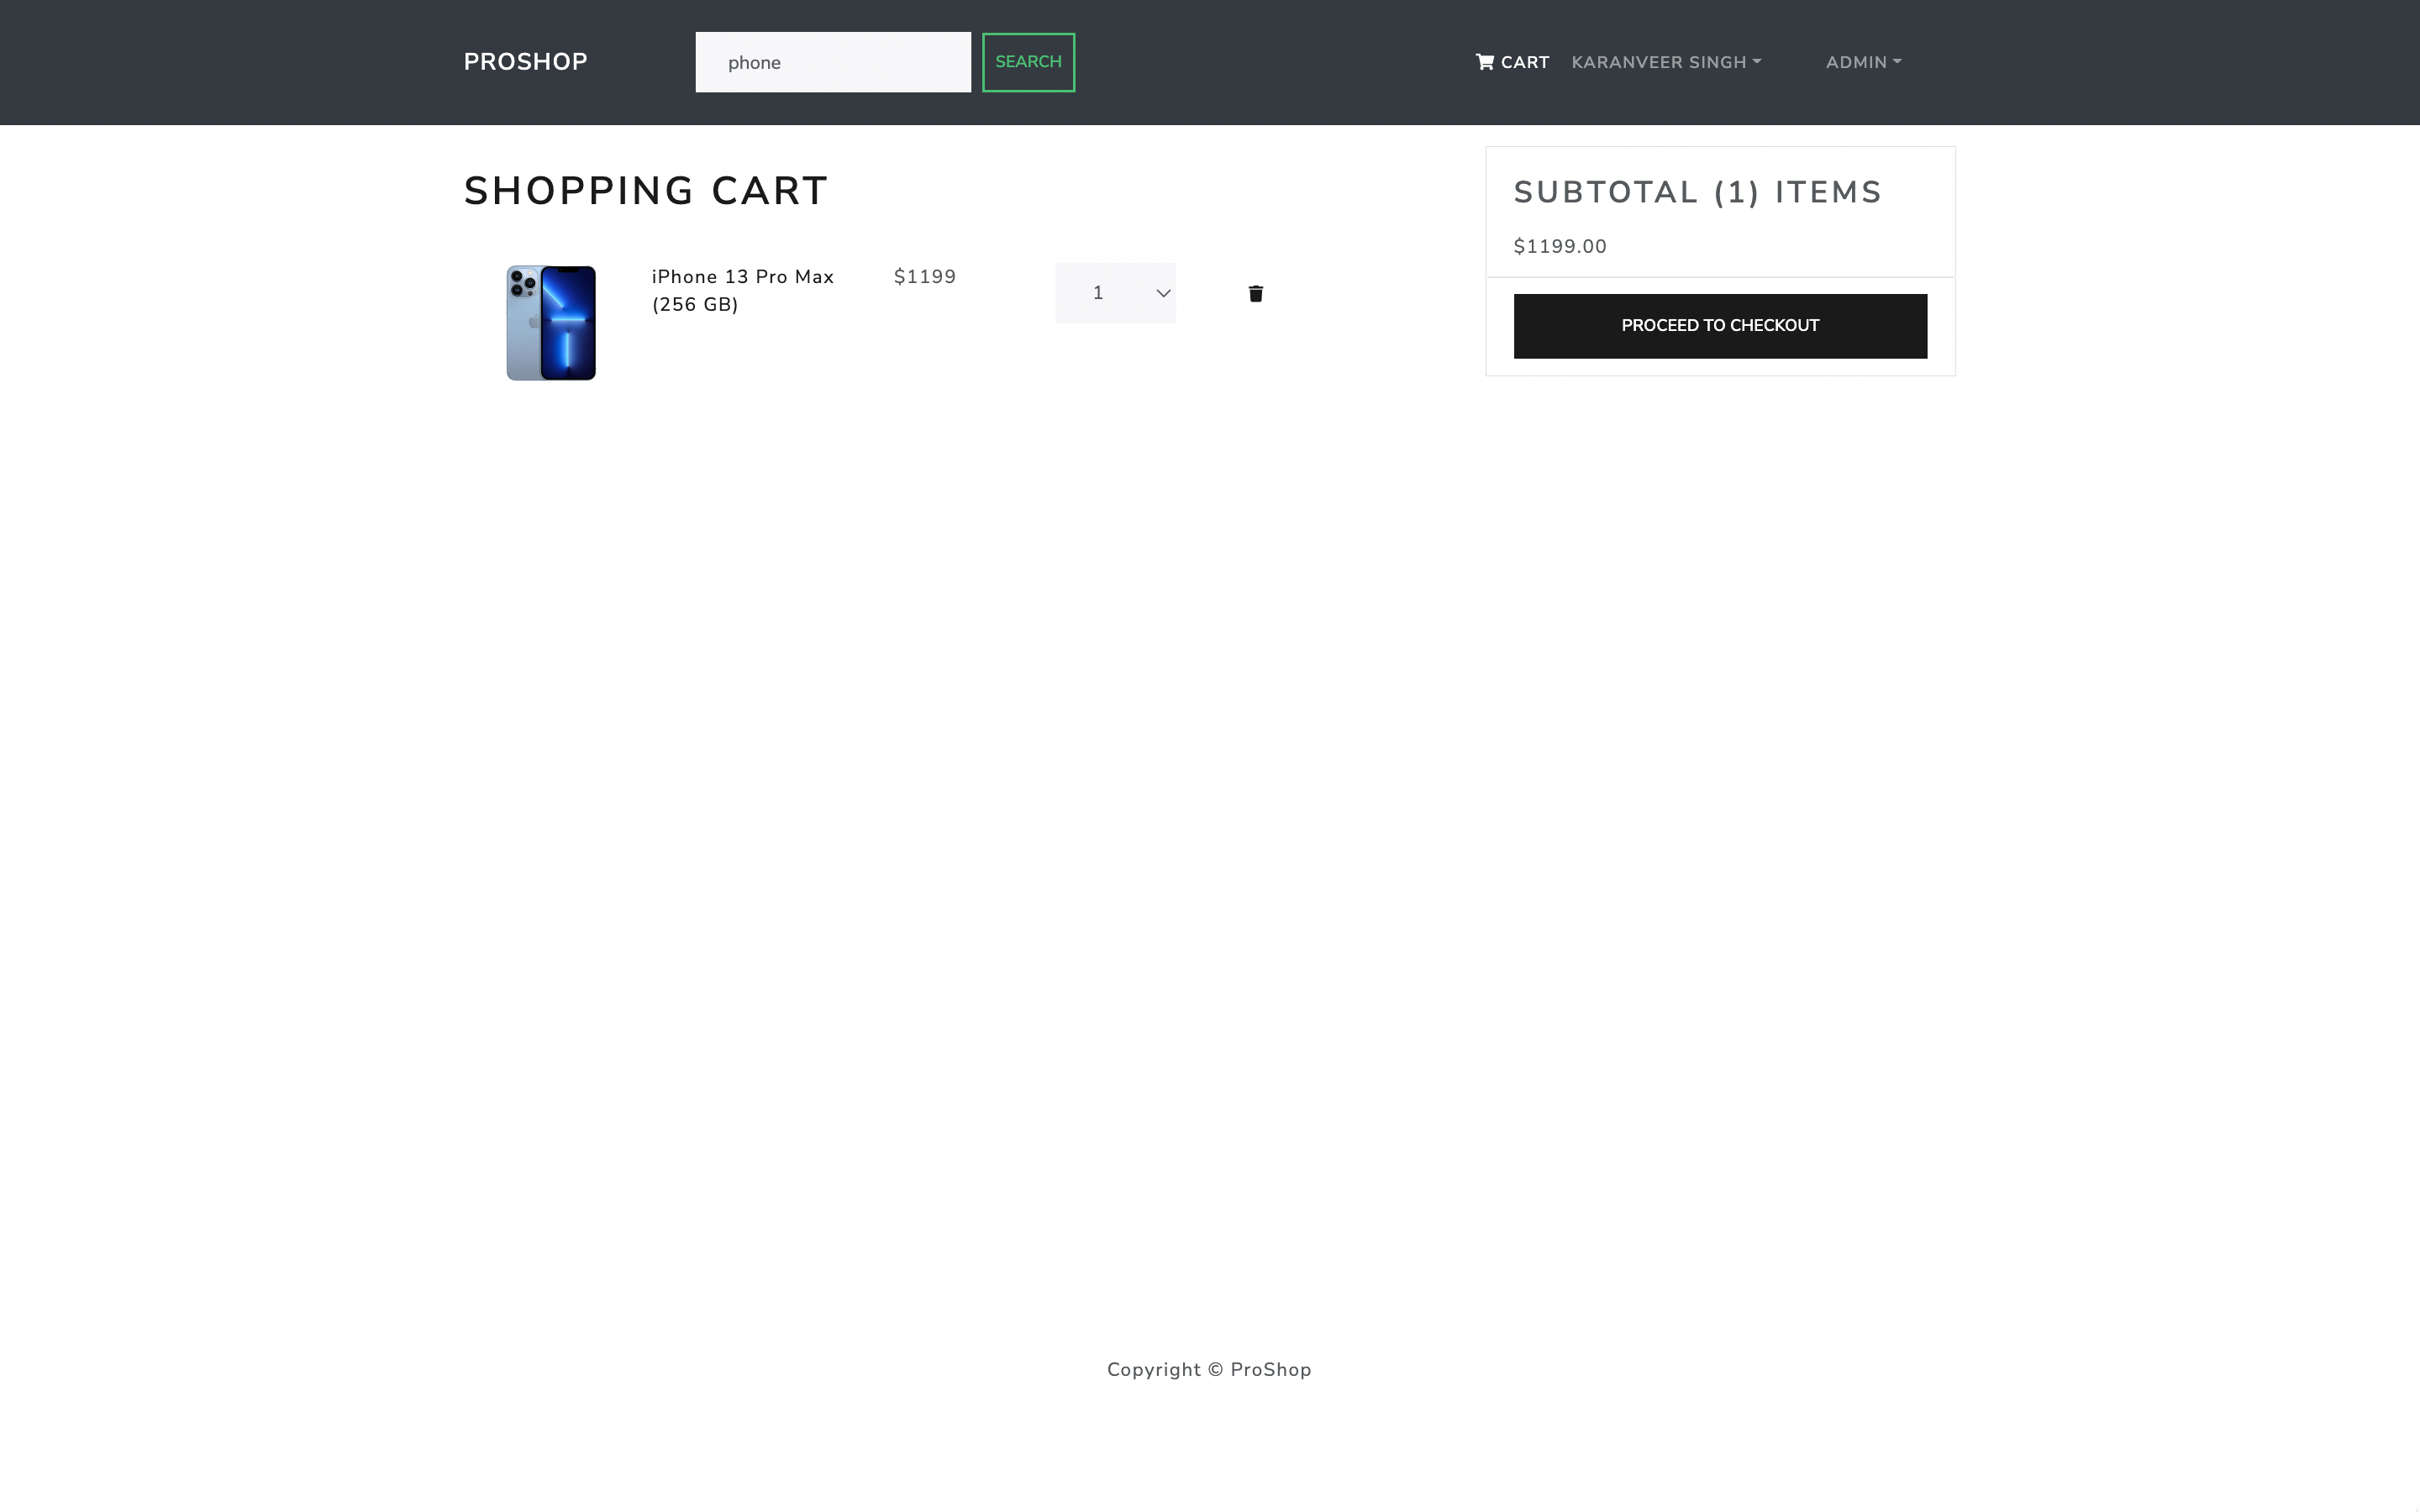 PROSHOP
phone
SEARCH
CART
KARANVEER SINGH
ADMIN
SHOPPING CART
iPhone 13 Pro Max
(256 GB)
$1199
1
SUBTOTAL (1) ITEMS
$1199.00
PROCEED TO CHECKOUT
Copyright © ProShop